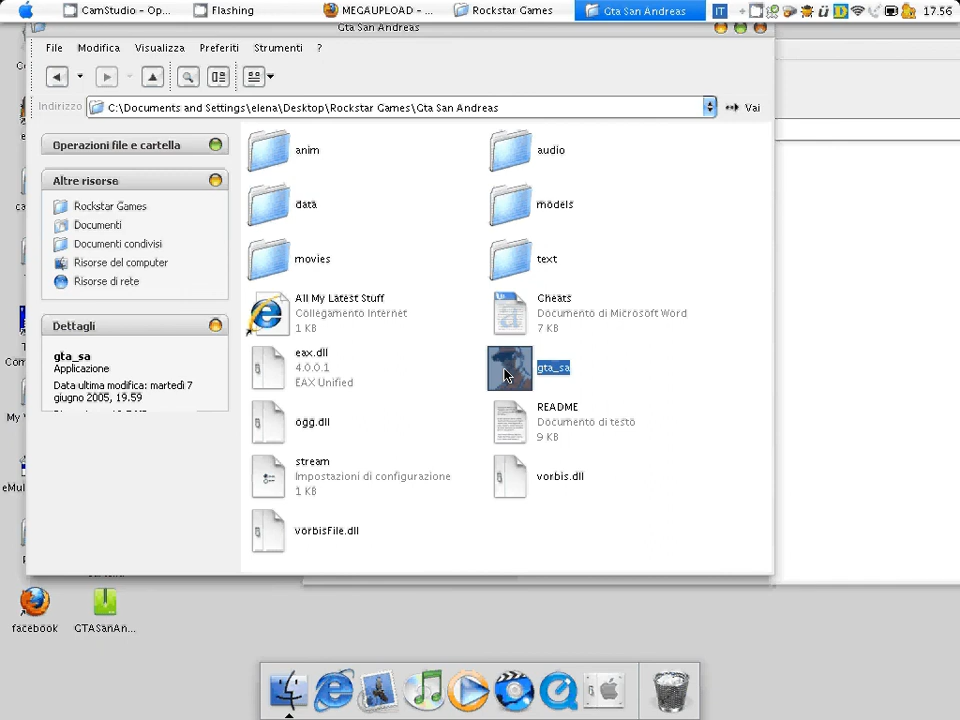 CamStudio - Op...
Flashing
MEGAUPLOAD - ...
Rockstar Games
Gta San Andreas
IT
17.56
Gta San Andreas
File
Modifica
Visualizza
Preferiti
Strumenti
?
Indirizzo
C:\Documents and Settings\elena\Desktop\Rockstar Games\Gta San Andreas
Vai
Operazioni file e cartella
Altre risorse
Rockstar Games
Documenti
Documenti condivisi
Risorse del computer
Risorse di rete
Dettagli
gta_sa
Applicazione
Data ultima modifica: martedì 7
giugno 2005, 19.59
anim
audio
data
models
movies
text
All My Latest Stuff
Collegamento Internet
1 KB
Cheats
Documento di Microsoft Word
7 KB
eax.dll
4.0.0.1
EAX Unified
gta_sa
ogg.dll
README
Documento di testo
9 KB
stream
Impostazioni di configurazione
1 KB
vorbis.dll
vorbisFile.dll
facebook
GTASanAn...